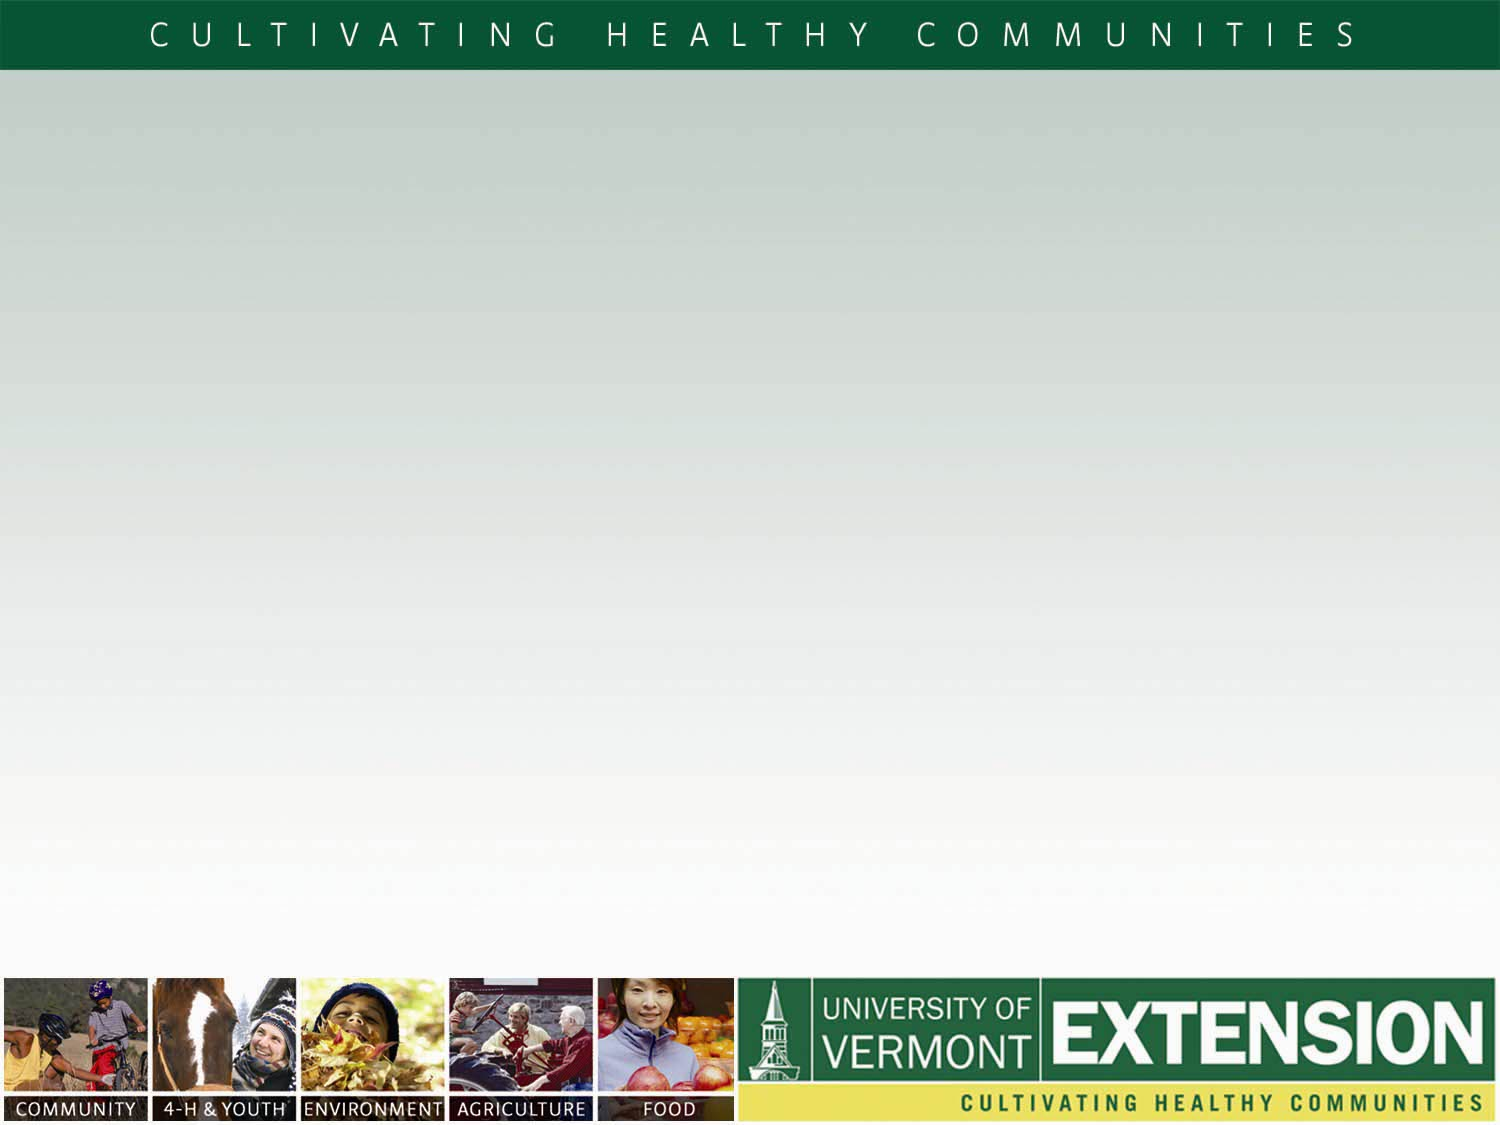 CULTIVATING HEALTHY COMMUNITIES
COMMUNITY
4-H & YOUTH
ENVIRONMENT
AGRICULTURE
FOOD
UNIVERSITY OF
VERMONT
EXTENSION
CULTIVATING HEALTHY COMMUNITIES